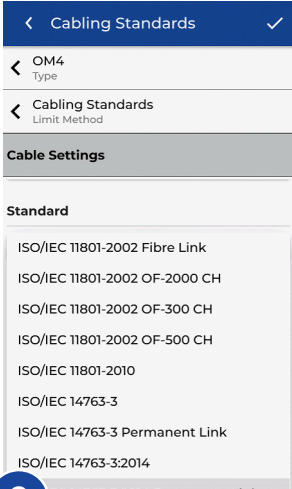 Cabling Standards
OM4
Type
Cabling Standards
Limit Method
Cable Settings
Standard
ISO/IEC 11801-2002 Fibre Link
ISO/IEC 11801-2002 OF-2000 CH
ISO/IEC 11801-2002 OF-300 CH
ISO/IEC 11801-2002 OF-500 CH
ISO/IEC 11801-2010
ISO/IEC 14763-3
ISO/IEC 14763-3 Permanent Link
ISO/IEC 14763-3:2014